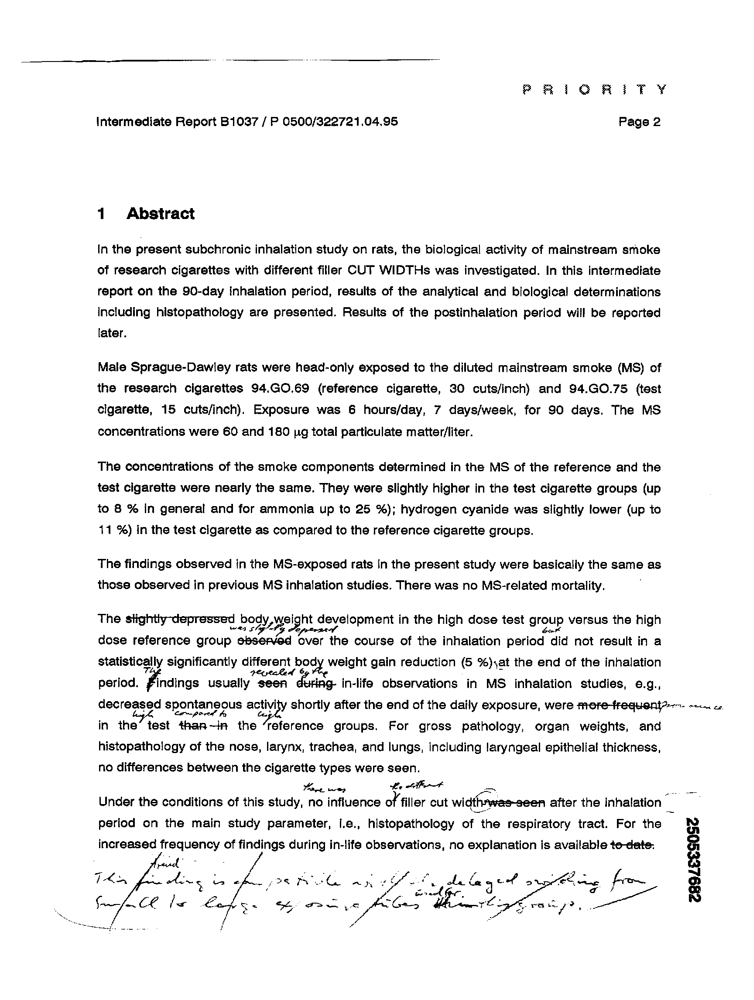 PRIORITY
Intermediate Report B1037 / P 0500/322721.04.95 Page 2
1 Abstract
In the present subchronic inhalation study on rats, the biological activity of mainstream smoke
of research cigarettes with different filler CUT WIDTHs was investigated. In this intermediate
report on the 90-day inhalation period, results of the analytical and biological determinations
including histopathology are presented. Results of the postinhalation period will be reported
later.
Male Sprague-Dawley rats were head-only exposed to the diluted mainstream smoke (MS) of
the research cigarettes 94.GO.69 (reference cigarette, 30 cuts/inch) and 94.GO.75 (test
cigarette, 15 cuts/inch). Exposure was 6 hours/day, 7 days/week, for 90 days. The MS
concentrations were 60 and 180 µg total particulate matter/liter.
The concentrations of the smoke components determined in the MS of the reference and the
test cigarette were nearly the same. They were slightly higher in the test cigarette groups (up
to 8 % in general and for ammonia up to 25 %); hydrogen cyanide was slightly lower (up to
11 %) in the test cigarette as compared to the reference cigarette groups.
The findings observed in the MS-exposed rats in the present study were basically the same as
those observed in previous MS inhalation studies. There was no MS-related mortality.
The slightly depressed body weight development in the high dose test group versus the high
was slightly depressed but
dose reference group observed over the course of the inhalation period did not result in a
statistically significantly different body weight gain reduction (5 %) at the end of the inhalation
The revealed by the
period. Findings usually seen during in-life observations in MS inhalation studies, e.g.,
decreased spontaneous activity shortly after the end of the daily exposure, were more frequent
high compared to high
in the test than in the reference groups. For gross pathology, organ weights, and
histopathology of the nose, larynx, trachea, and lungs, including laryngeal epithelial thickness,
no differences between the cigarette types were seen.
there was
Under the conditions of this study, no influence of filler cut width was seen after the inhalation
period on the main study parameter, i.e., histopathology of the respiratory tract. For the
increased frequency of findings during in-life observations, no explanation is available to date.
This finding is delayed switching from
small to large exposure tubes groups.
2505337682